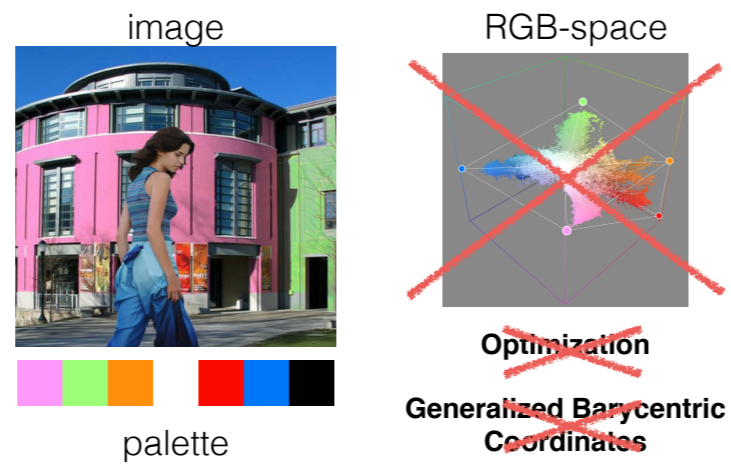 image
RGB-space
Optimization
Generalized Barycentric
Coordinates
palette